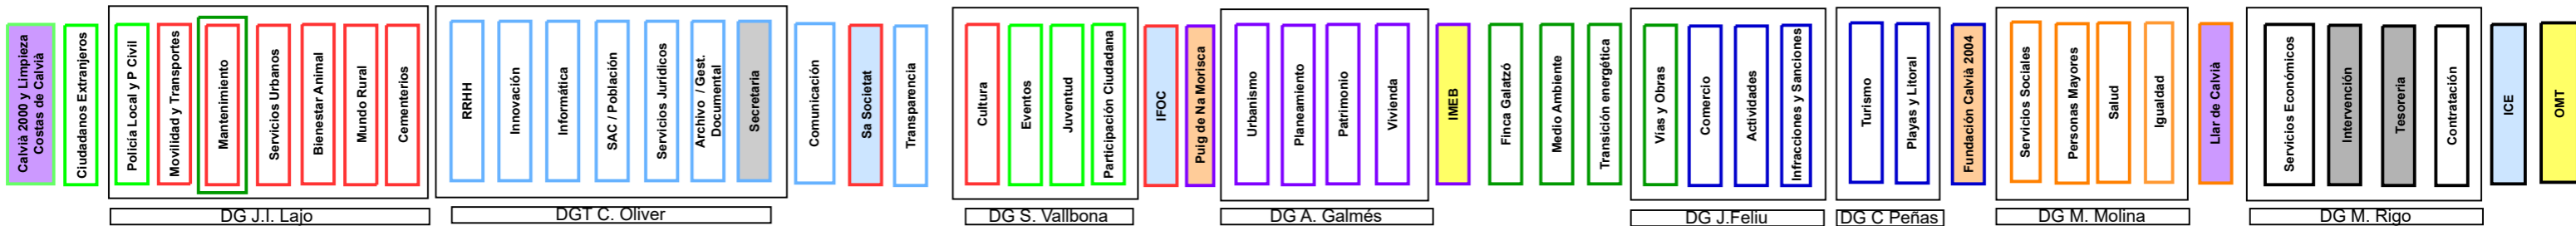 Calvià 2000 y Limpieza
Costas de Calvià
Ciudadanos Extranjeros
Policia Local y P Civil
Movilidad y Transportes
Mantenimiento
Servicios Urbanos
Bienestar Animal
Mundo Rural
Cementerios
DG J.I. Lajo
RRHH
Innovación
Informática
SAC / Población
Servicios Jurídicos
Archivo / Gest.
Documental
Secretaria
DGT C. Oliver
Comunicación
Sa Societat
Transparencia
Cultura
Eventos
Juventud
Participación Ciudadana
DG S. Vallbona
IFOC
Puig de Na Morisca
Urbanismo
Planeamiento
Patrimonio
Vivienda
DG A. Galmés
IMEB
Finca Galatzó
Medio Ambiente
Transición energética
Vías y Obras
Comercio
Actividades
Infracciones y Sanciones
DG J.Feliu
Turismo
Playas y Litoral
DG C Peñas
Fundación Calvià 2004
Servicios Sociales
Personas Mayores
Salud
Igualdad
DG M. Molina
Llar de Calvià
Servicios Económicos
Intervención
Tesoreria
Contratación
DG M. Rigo
ICE
OMT